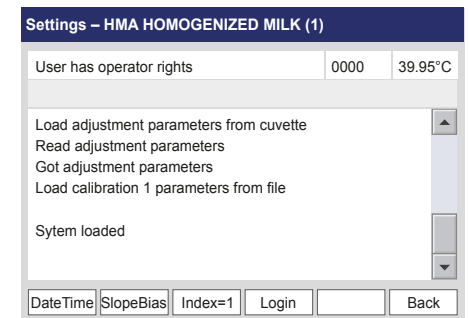 Settings – HMA HOMOGENIZED MILK (1)
User has operator rights 0000 39.95°C
Load adjustment parameters from cuvette
Read adjustment parameters
Got adjustment parameters
Load calibration 1 parameters from file
Sytem loaded
DateTime SlopeBias Index=1 Login Back